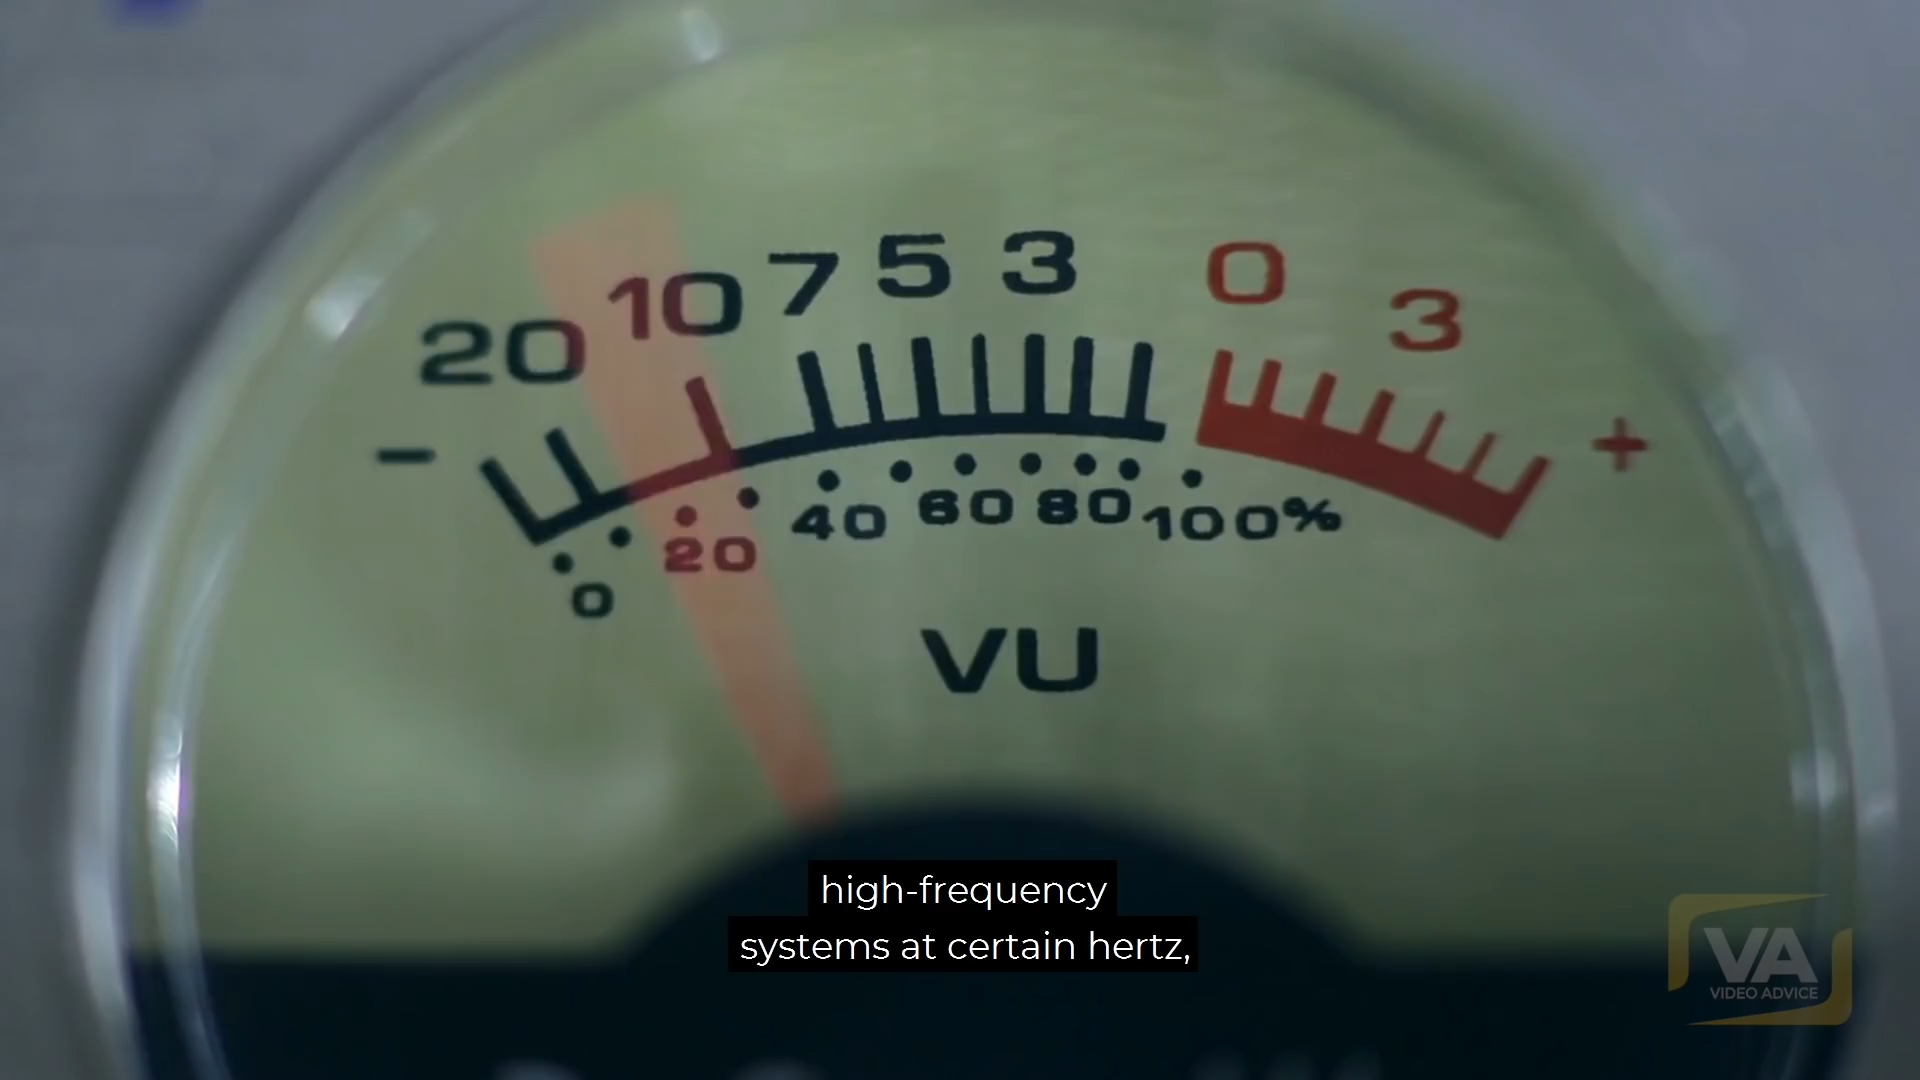 20 10 7 5 3 0 3
- +
0 20 40 60 80 100%
VU
high-frequency
systems at certain hertz,
VA
VIDEO ADVICE